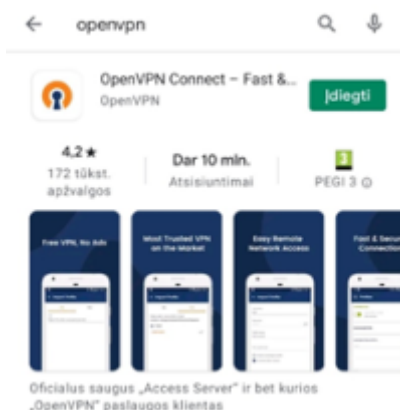 openvpn
OpenVPN Connect – Fast &...
OpenVPN
Įdiegti
4,2★
172 tūkst.
apžvalgos
Dar 10 mln.
Atsisiuntimai
3
PEGI 3
Free VPN, No Ads
Most Trusted VPN
on the Market
Easy Remote
Network Access
Fast & Secure
Connection
Oficialus saugus „Access Server" ir bet kurios
„OpenVPN" paslaugos klientas